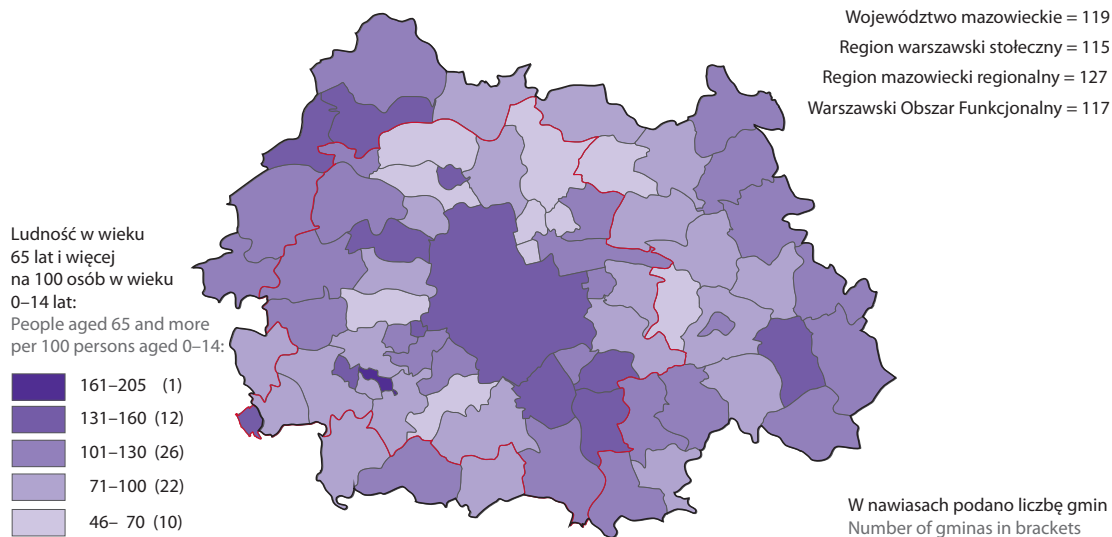 Województwo mazowieckie = 119
Region warszawski stołeczny = 115
Region mazowiecki regionalny = 127
Warszawski Obszar Funkcjonalny = 117
Ludność w wieku
65 lat i więcej
na 100 osób w wieku
0–14 lat:
People aged 65 and more
per 100 persons aged 0–14:
161–205 (1)
131–160 (12)
101–130 (26)
71–100 (22)
46– 70 (10)
W nawiasach podano liczbę gmin
Number of gminas in brackets